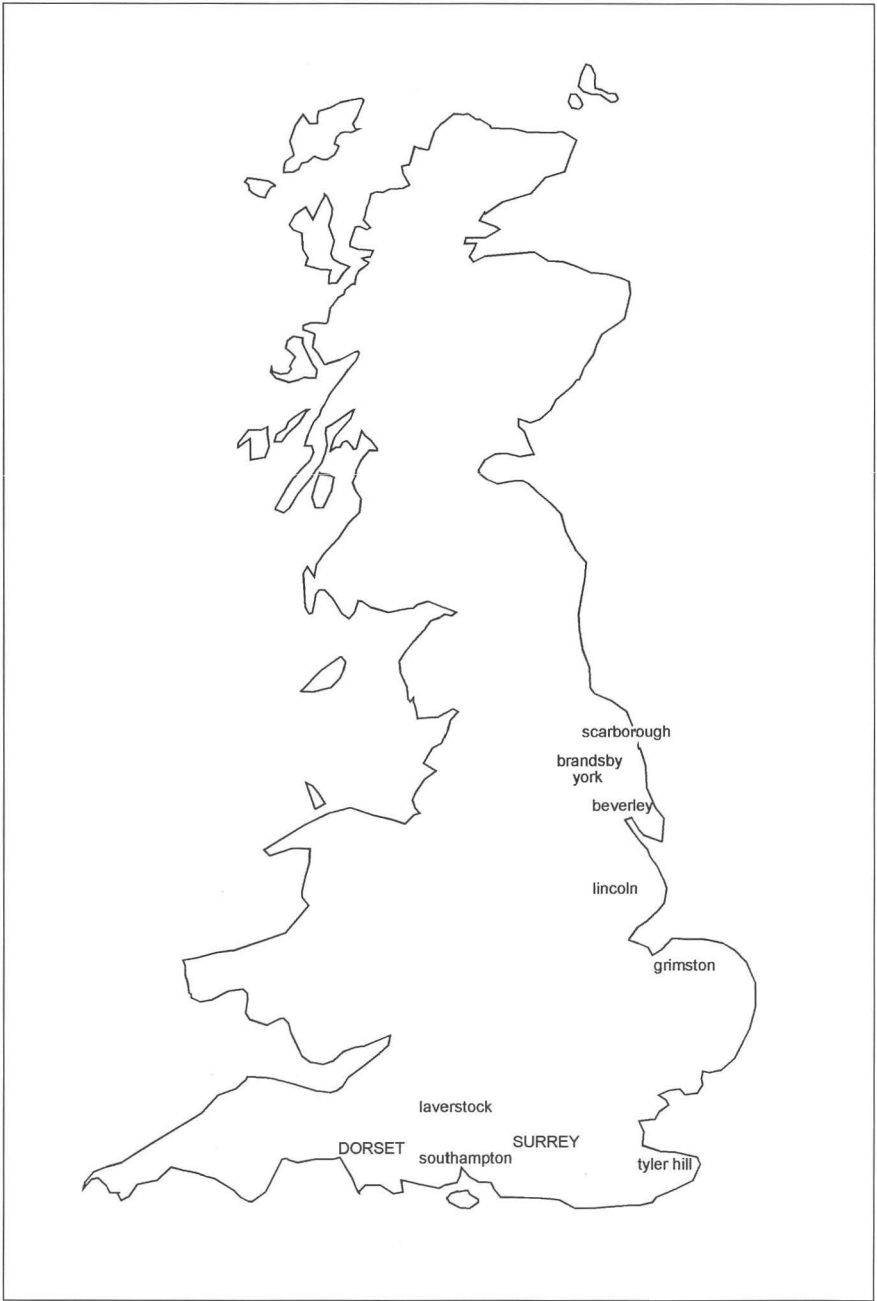 scarborough
brandsby
york
beverley
lincoln
grimston
laverstock
DORSET
SURREY
southampton
tyler hill